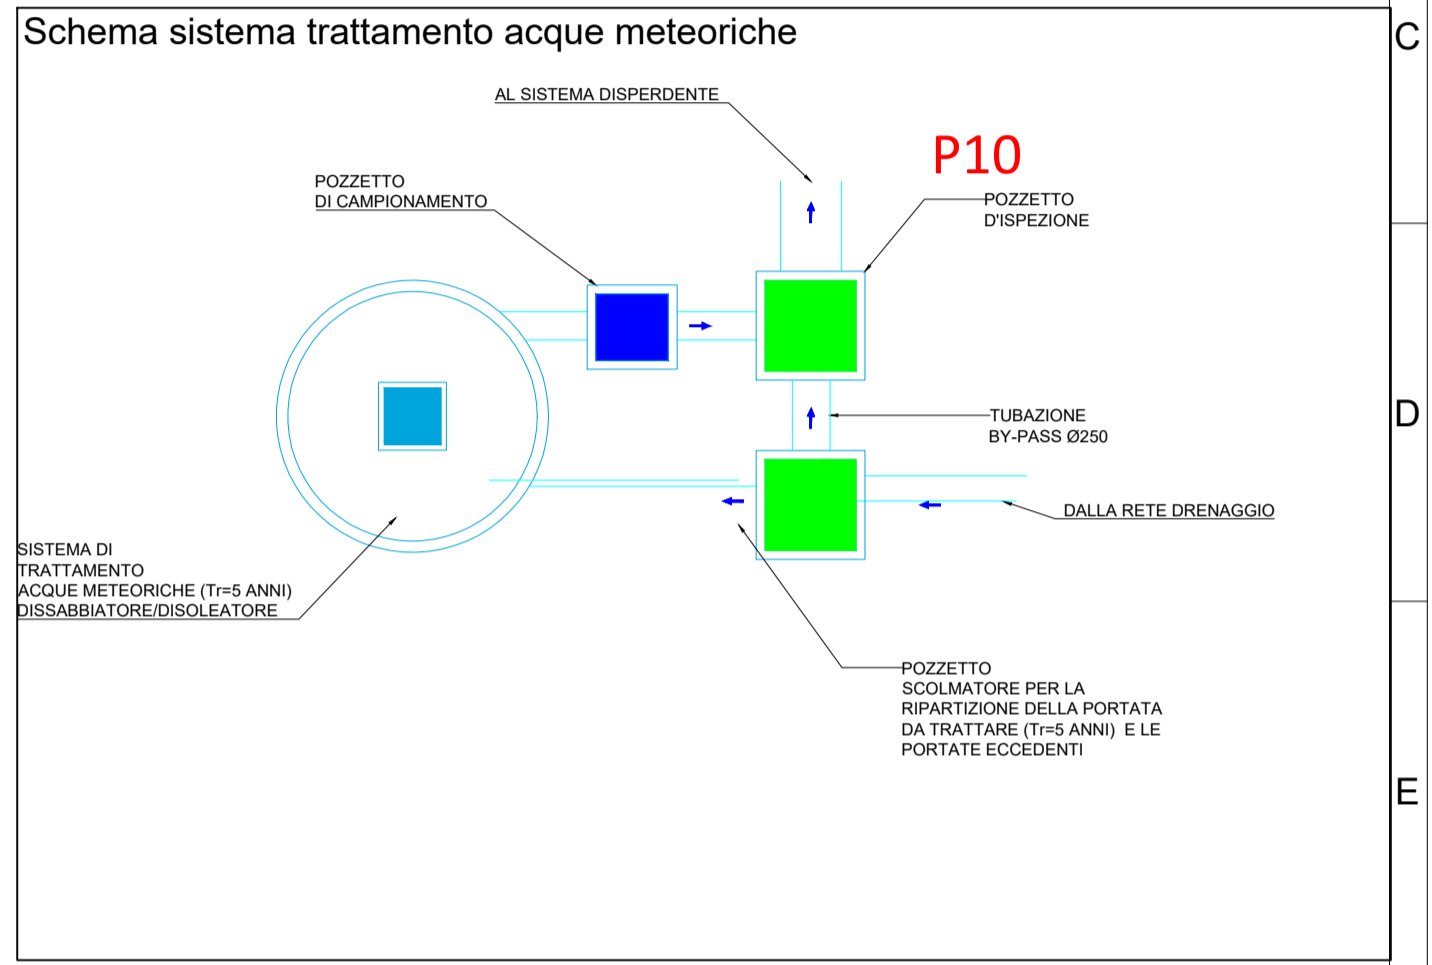 Schema sistema trattamento acque meteoriche
C
AL SISTEMA DISPERDENTE
P10
POZZETTO
DI CAMPIONAMENTO
POZZETTO
D'ISPEZIONE
TUBAZIONE
BY-PASS Ø250
D
DALLA RETE DRENAGGIO
SISTEMA DI
TRATTAMENTO
ACQUE METEORICHE (Tr=5 ANNI)
DISSABBIATORE/DISOLEATORE
POZZETTO
SCOLMATORE PER LA
RIPARTIZIONE DELLA PORTATA
DA TRATTARE (Tr=5 ANNI) E LE
PORTATE ECCEDENTI
E